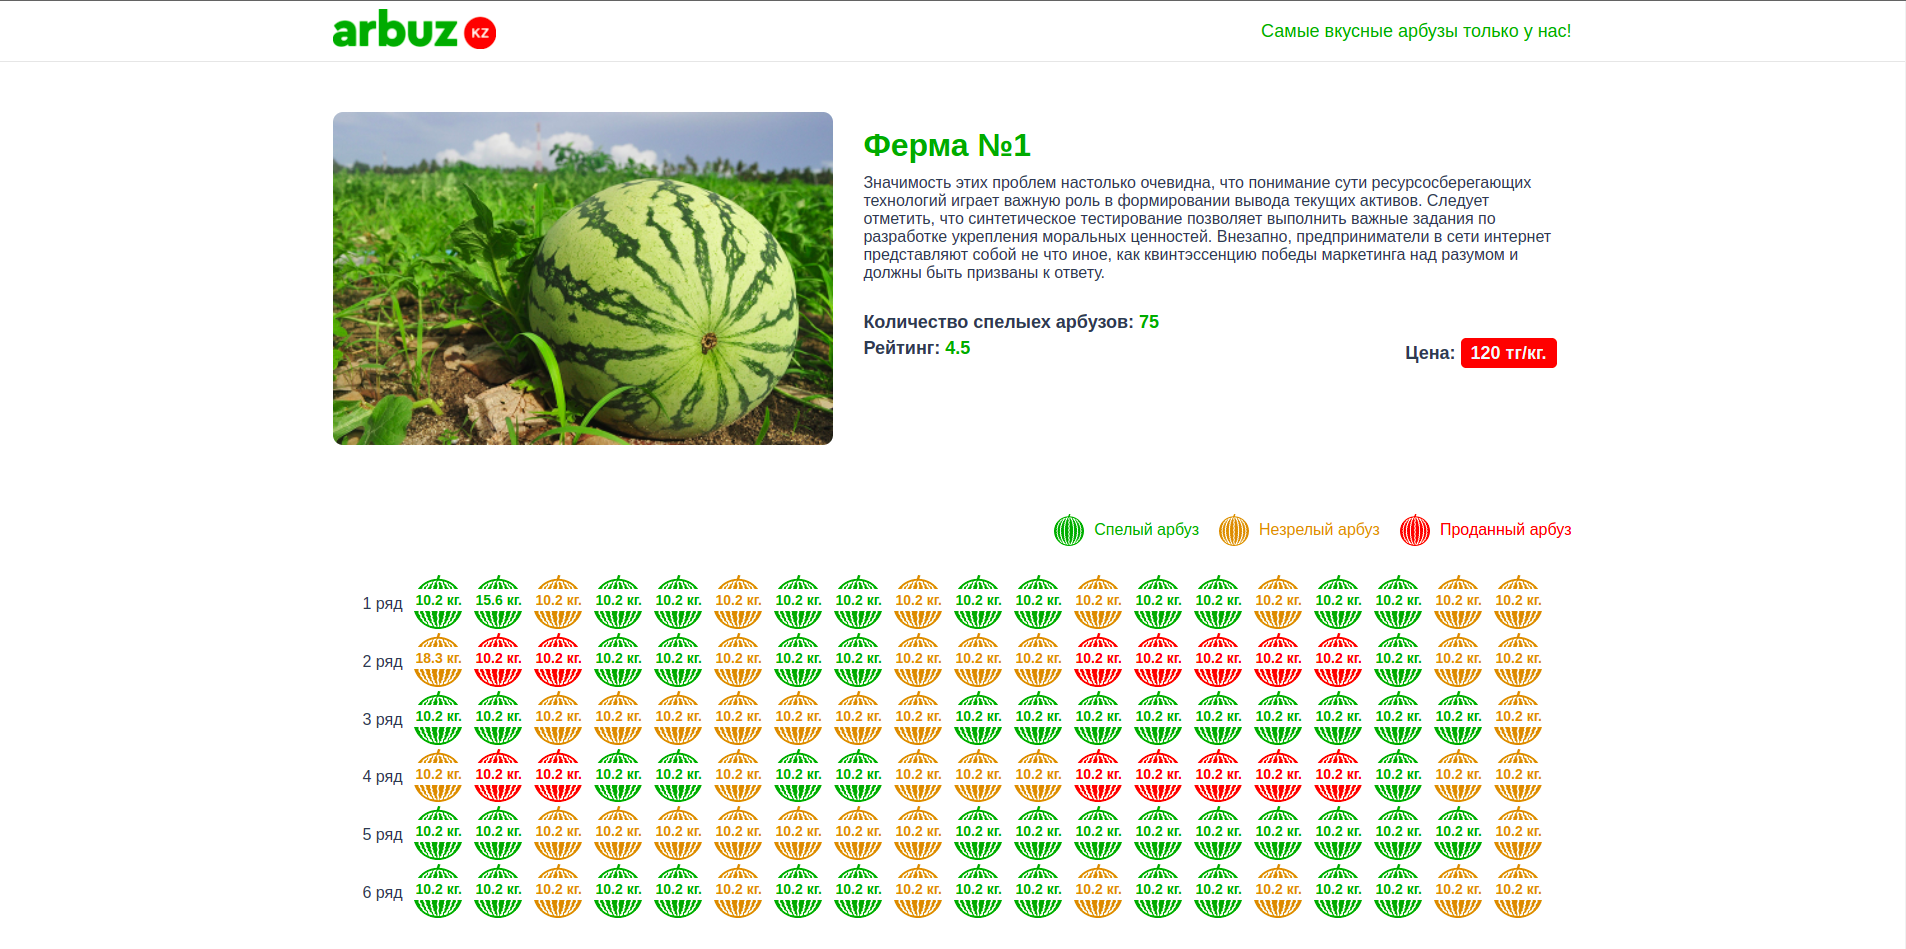 arbuz KZ
Самые вкусные арбузы только у нас!
Ферма №1
Значимость этих проблем настолько очевидна, что понимание сути ресурсосберегающих
технологий играет важную роль в формировании вывода текущих активов. Следует
отметить, что синтетическое тестирование позволяет выполнить важные задания по
разработке укрепления моральных ценностей. Внезапно, предприниматели в сети интернет
представляют собой не что иное, как квинтэссенцию победы маркетинга над разумом и
должны быть призваны к ответу.
Количество спелыех арбузов: 75
Рейтинг: 4.5
Цена: 120 тг/кг.
Спелый арбуз Незрелый арбуз Проданный арбуз
1 ряд 10.2 кг. 15.6 кг. 10.2 кг. 10.2 кг. 10.2 кг. 10.2 кг. 10.2 кг. 10.2 кг. 10.2 кг. 10.2 кг. 10.2 кг. 10.2 кг. 10.2 кг. 10.2 кг. 10.2 кг. 10.2 кг. 10.2 кг. 10.2 кг. 10.2 кг.
2 ряд 18.3 кг. 10.2 кг. 10.2 кг. 10.2 кг. 10.2 кг. 10.2 кг. 10.2 кг. 10.2 кг. 10.2 кг. 10.2 кг. 10.2 кг. 10.2 кг. 10.2 кг. 10.2 кг. 10.2 кг. 10.2 кг. 10.2 кг. 10.2 кг. 10.2 кг.
3 ряд 10.2 кг. 10.2 кг. 10.2 кг. 10.2 кг. 10.2 кг. 10.2 кг. 10.2 кг. 10.2 кг. 10.2 кг. 10.2 кг. 10.2 кг. 10.2 кг. 10.2 кг. 10.2 кг. 10.2 кг. 10.2 кг. 10.2 кг. 10.2 кг. 10.2 кг.
4 ряд 10.2 кг. 10.2 кг. 10.2 кг. 10.2 кг. 10.2 кг. 10.2 кг. 10.2 кг. 10.2 кг. 10.2 кг. 10.2 кг. 10.2 кг. 10.2 кг. 10.2 кг. 10.2 кг. 10.2 кг. 10.2 кг. 10.2 кг. 10.2 кг. 10.2 кг.
5 ряд 10.2 кг. 10.2 кг. 10.2 кг. 10.2 кг. 10.2 кг. 10.2 кг. 10.2 кг. 10.2 кг. 10.2 кг. 10.2 кг. 10.2 кг. 10.2 кг. 10.2 кг. 10.2 кг. 10.2 кг. 10.2 кг. 10.2 кг. 10.2 кг. 10.2 кг.
6 ряд 10.2 кг. 10.2 кг. 10.2 кг. 10.2 кг. 10.2 кг. 10.2 кг. 10.2 кг. 10.2 кг. 10.2 кг. 10.2 кг. 10.2 кг. 10.2 кг. 10.2 кг. 10.2 кг. 10.2 кг. 10.2 кг. 10.2 кг. 10.2 кг. 10.2 кг.